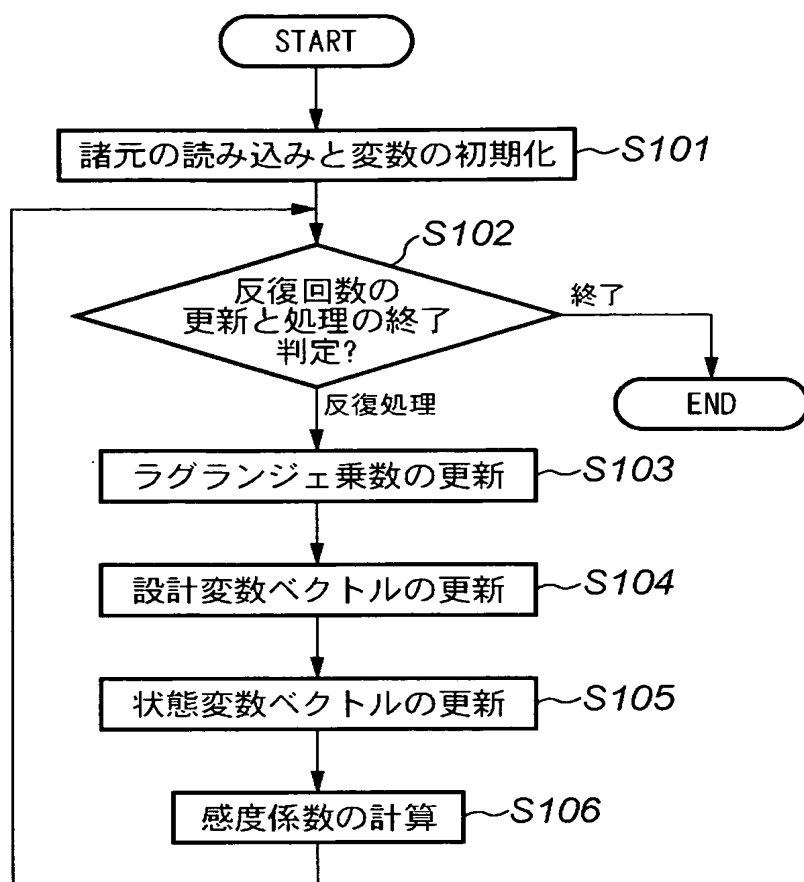 START
諸元の読み込みと変数の初期化
S101
S102
反復回数の
更新と処理の終了
判定?
終了
END
反復処理
ラグランジェ乗数の更新
S103
設計変数ベクトルの更新
S104
状態変数ベクトルの更新
S105
感度係数の計算
S106